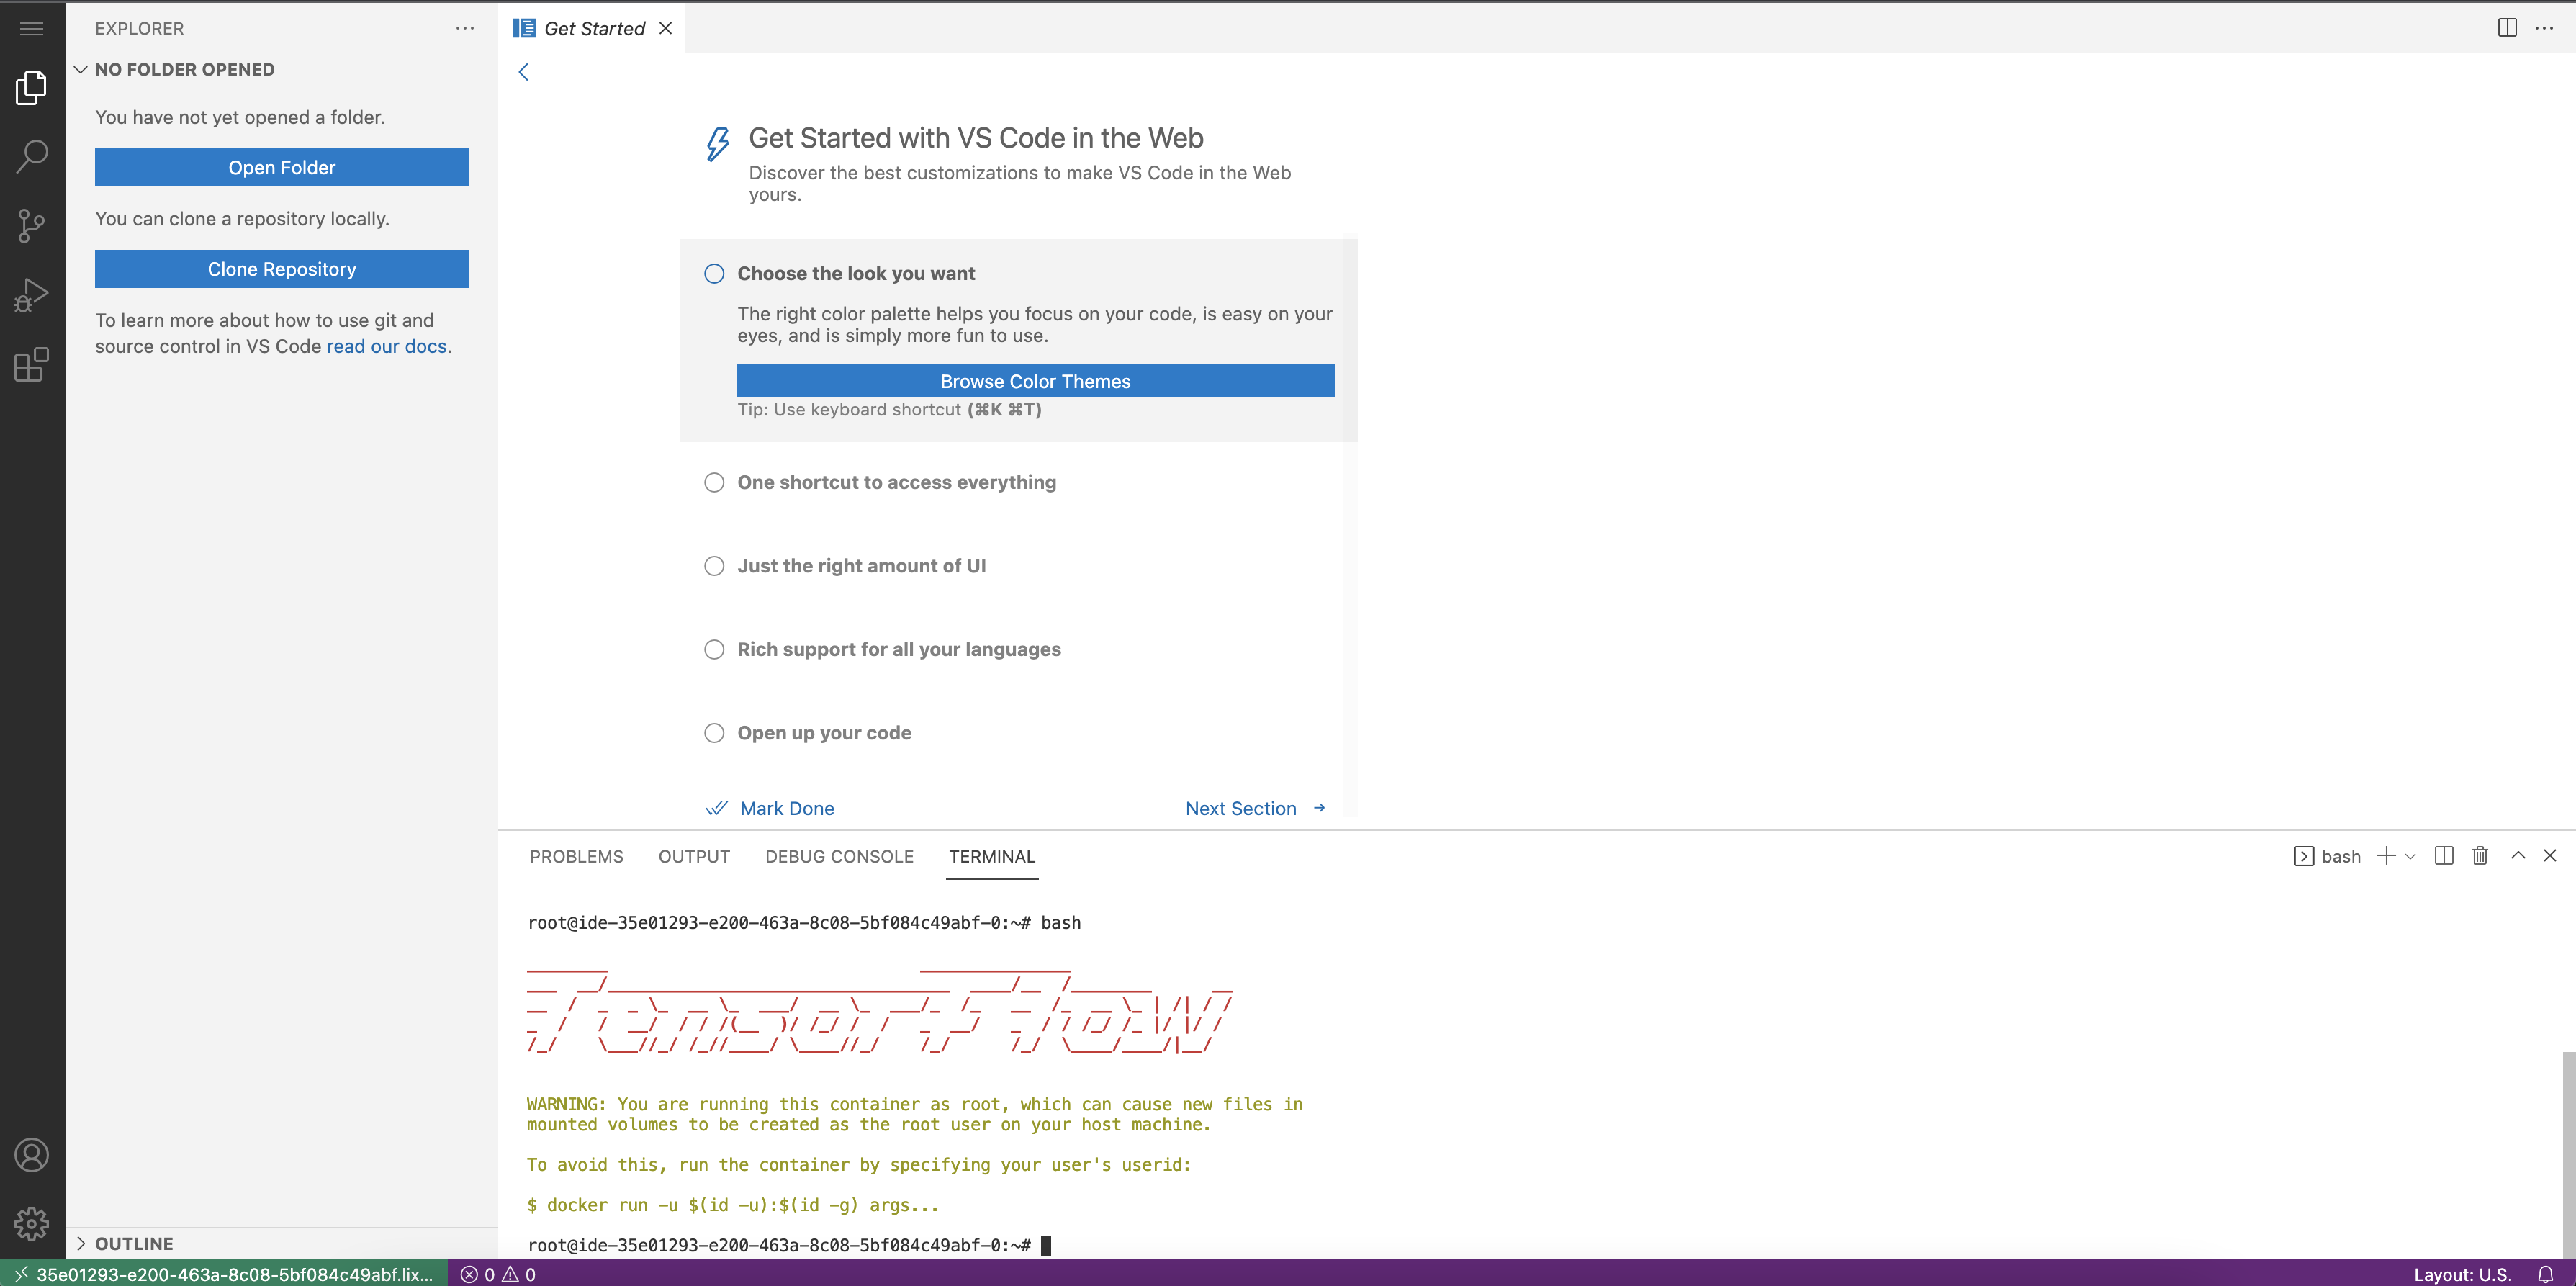 EXPLORER
NO FOLDER OPENED
You have not yet opened a folder.
Open Folder
You can clone a repository locally.
Clone Repository
To learn more about how to use git and
source control in VS Code read our docs.
OUTLINE
Get Started
Get Started with VS Code in the Web
Discover the best customizations to make VS Code in the Web
yours.
Choose the look you want
The right color palette helps you focus on your code, is easy on your
eyes, and is simply more fun to use.
Browse Color Themes
Tip: Use keyboard shortcut (⌘K ⌘T)
One shortcut to access everything
Just the right amount of UI
Rich support for all your languages
Open up your code
Mark Done
Next Section →
PROBLEMS OUTPUT DEBUG CONSOLE TERMINAL
bash
root@ide-35e01293-e200-463a-8c08-5bf084c49abf-0:~# bash
TensorFlow
WARNING: You are running this container as root, which can cause new files in
mounted volumes to be created as the root user on your host machine.
To avoid this, run the container by specifying your user's userid:
$ docker run -u $(id -u):$(id -g) args...
root@ide-35e01293-e200-463a-8c08-5bf084c49abf-0:~#
35e01293-e200-463a-8c08-5bf084c49abf.lix... 0 0
Layout: U.S.